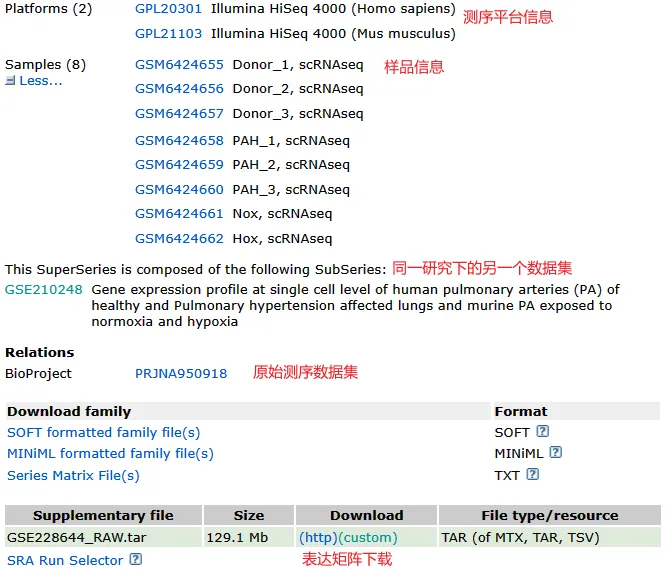 Platforms (2) GPL20301 Illumina HiSeq 4000 (Homo sapiens) 测序平台信息
GPL21103 Illumina HiSeq 4000 (Mus musculus)
Samples (8) GSM6424655 Donor_1, scRNAseq 样品信息
Less... GSM6424656 Donor_2, scRNAseq
GSM6424657 Donor_3, scRNAseq
GSM6424658 PAH_1, scRNAseq
GSM6424659 PAH_2, scRNAseq
GSM6424660 PAH_3, scRNAseq
GSM6424661 Nox, scRNAseq
GSM6424662 Hox, scRNAseq
This SuperSeries is composed of the following SubSeries: 同一研究下的另一个数据集
GSE210248 Gene expression profile at single cell level of human pulmonary arteries (PA) of
healthy and Pulmonary hypertension affected lungs and murine PA exposed to
normoxia and hypoxia
Relations
BioProject PRJNA950918 原始测序数据集
Download family Format
SOFT formatted family file(s) SOFT ?
MINiML formatted family file(s) MINiML ?
Series Matrix File(s) TXT ?
Supplementary file Size Download File type/resource
GSE228644_RAW.tar 129.1 Mb (http)(custom) TAR (of MTX, TAR, TSV)
SRA Run Selector ? 表达矩阵下载